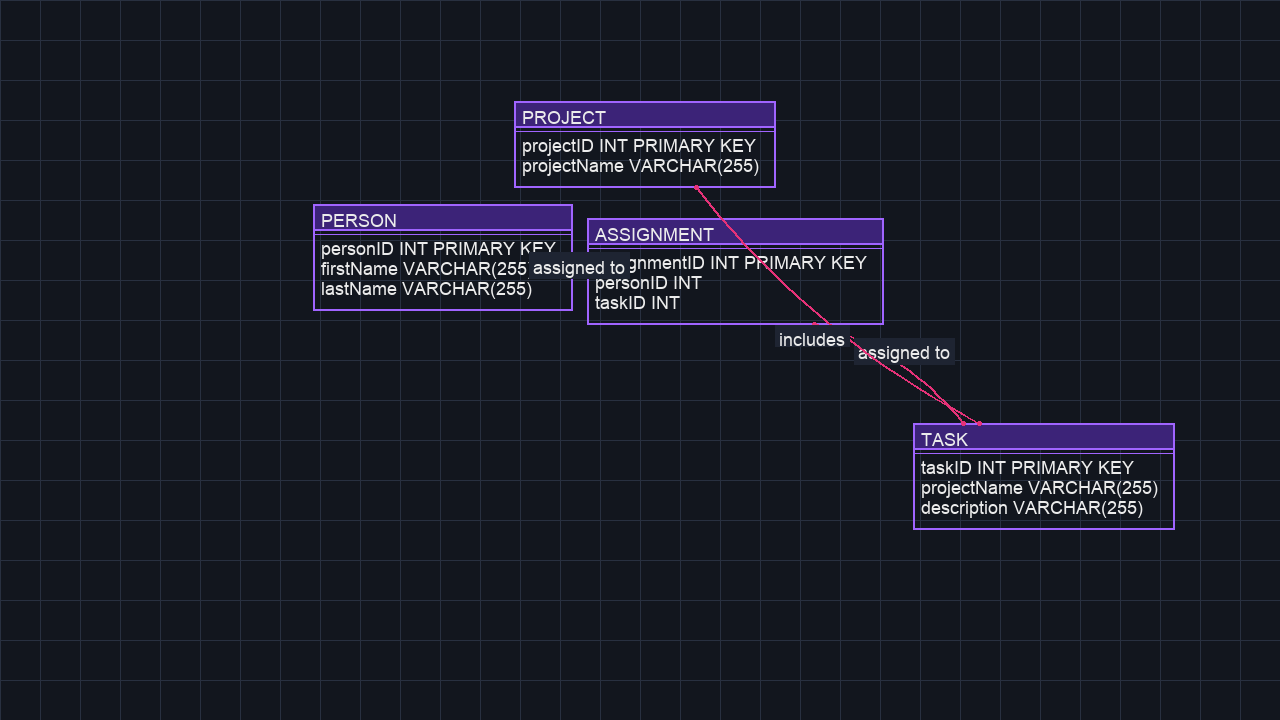 PROJECT
projectID INT PRIMARY KEY
projectName VARCHAR(255)
PERSON
personID INT PRIMARY KEY
firstName VARCHAR(255
lastName VARCHAR(255)
assigned to
ASSIGNMENT
gnmentID INT PRIMARY KEY
personID INT
taskID INT
includes
assigned to
TASK
taskID INT PRIMARY KEY
projectName VARCHAR(255)
description VARCHAR(255)